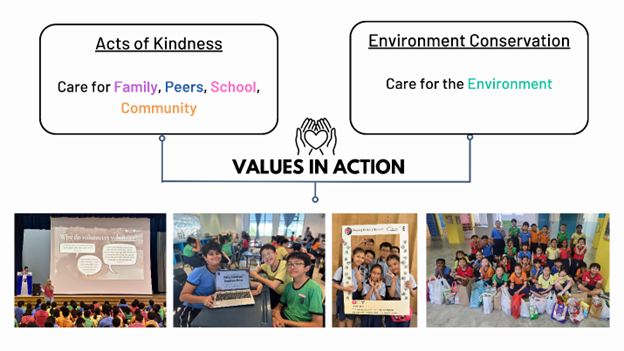 Acts of Kindness
Care for Family, Peers, School,
Community
Environment Conservation
Care for the Environment
VALUES IN ACTION
Why do volunteers volunteer?